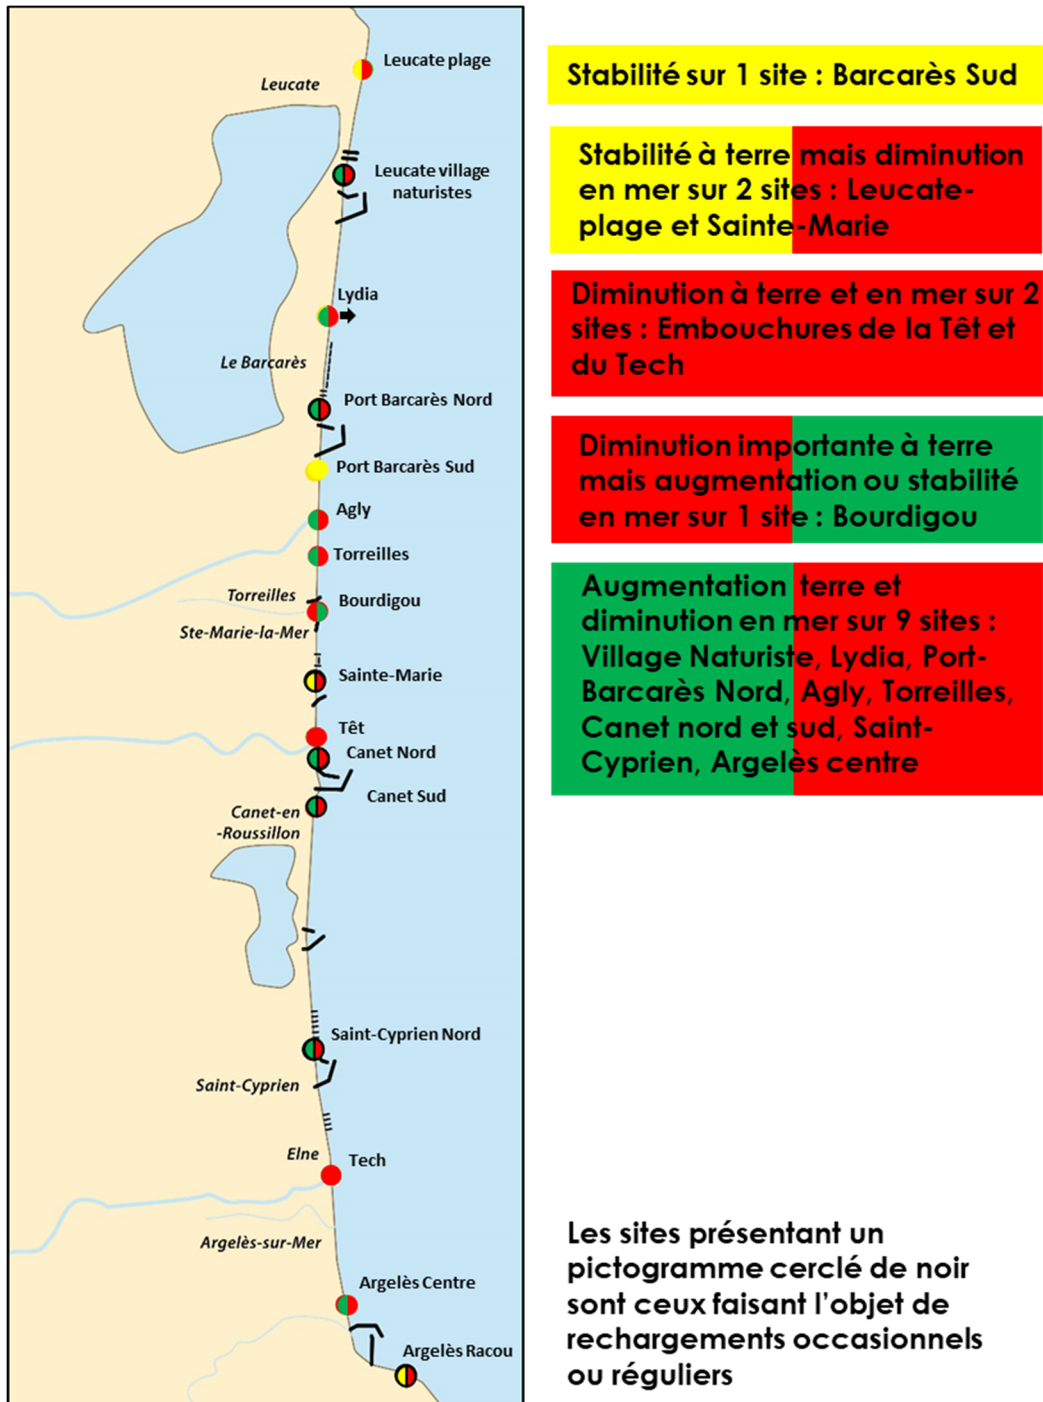 Leucate plage
Leucate
Leucate village
naturistes
Lydia
Le Barcarès
Port Barcarès Nord
Port Barcarès Sud
Agly
Torreilles
Torreilles
Bourdigou
Ste-Marie-la-Mer
Sainte-Marie
Têt
Canet Nord
Canet Sud
Canet-en
-Roussillon
Saint-Cyprien Nord
Saint-Cyprien
Elne
Tech
Argelès-sur-Mer
Argelès Centre
Argelès Racou
Stabilité sur 1 site : Barcarès Sud
Stabilité à terre mais diminution
en mer sur 2 sites : Leucate-
plage et Sainte-Marie
Diminution à terre et en mer sur 2
sites : Embouchures de la Têt et
du Tech
Diminution importante à terre
mais augmentation ou stabilité
en mer sur 1 site : Bourdigou
Augmentation terre et
diminution en mer sur 9 sites :
Village Naturiste, Lydia, Port-
Barcarès Nord, Agly, Torreilles,
Canet nord et sud, Saint-
Cyprien, Argelès centre
Les sites présentant un
pictogramme cerclé de noir
sont ceux faisant l'objet de
rechargements occasionnels
ou réguliers